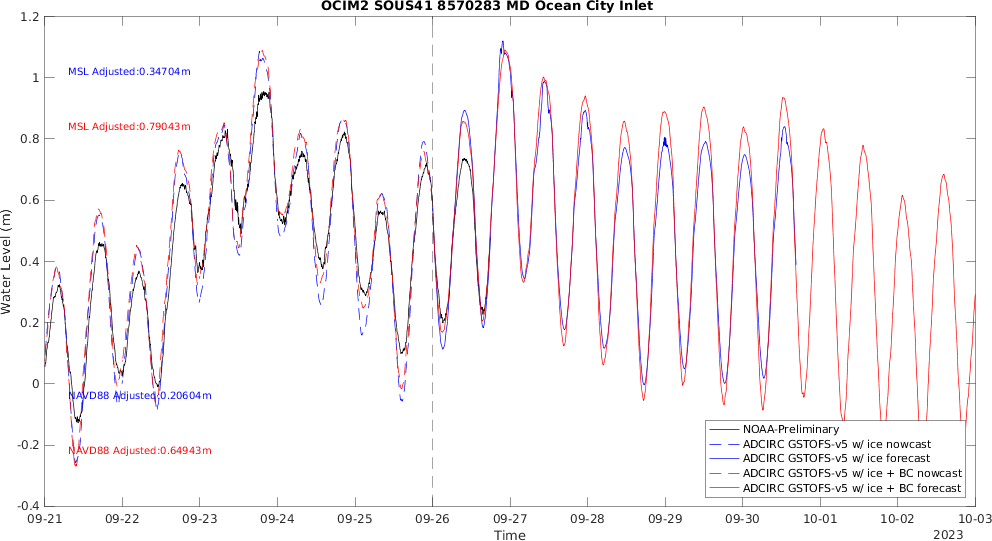 OCIM2 SOUS41 8570283 MD Ocean City Inlet
1.2
1
0.8
0.6
0.4
0.2
0
-0.2
-0.4
Water Level (m)
MSL Adjusted:0.34704m
MSL Adjusted:0.79043m
NAVD88 Adjusted:0.20604m
NAVD88 Adjusted:0.64943m
NOAA-Preliminary
ADCIRC GSTOFS-v5 w/ ice nowcast
ADCIRC GSTOFS-v5 w/ ice forecast
ADCIRC GSTOFS-v5 w/ ice + BC nowcast
ADCIRC GSTOFS-v5 w/ ice + BC forecast
09-21 09-22 09-23 09-24 09-25 09-26 09-27 09-28 09-29 09-30 10-01 10-02 10-03
Time
2023